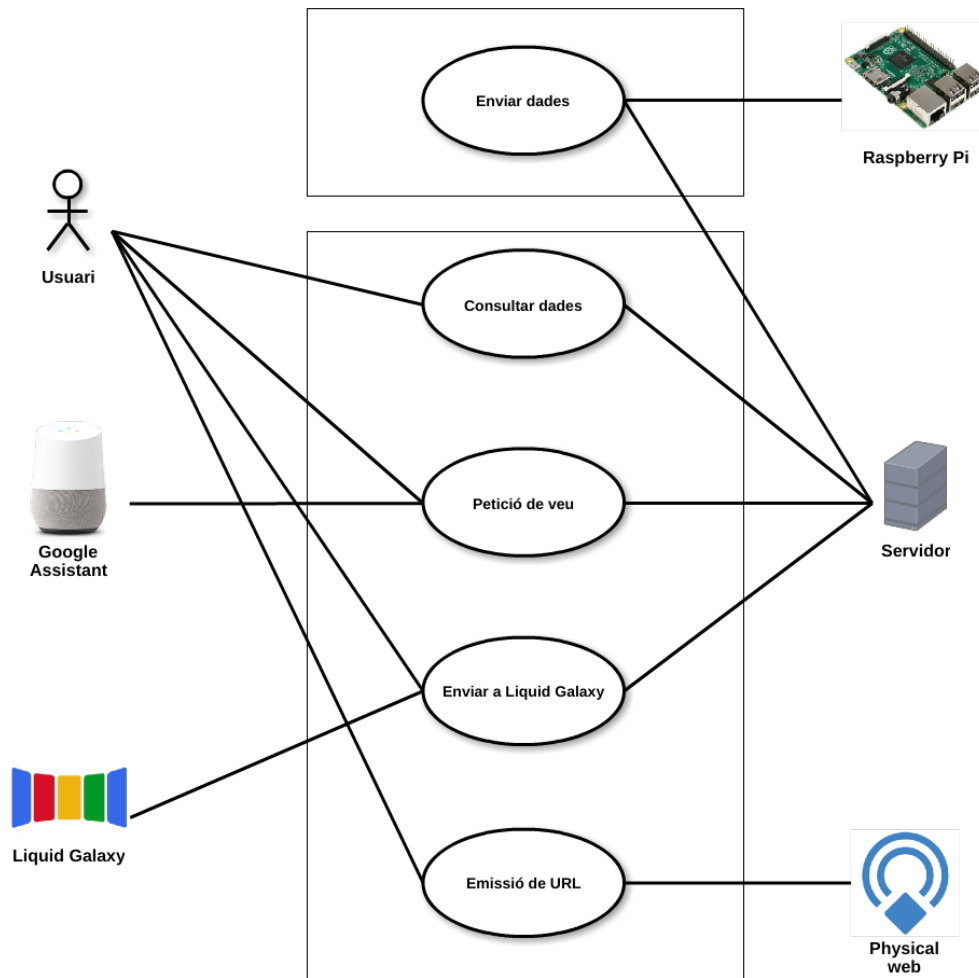 Enviar dades
Raspberry Pi
Usuari
Consultar dades
Petició de veu
Google
Assistant
Servidor
Enviar a Liquid Galaxy
Liquid Galaxy
Emissió de URL
Physical
web